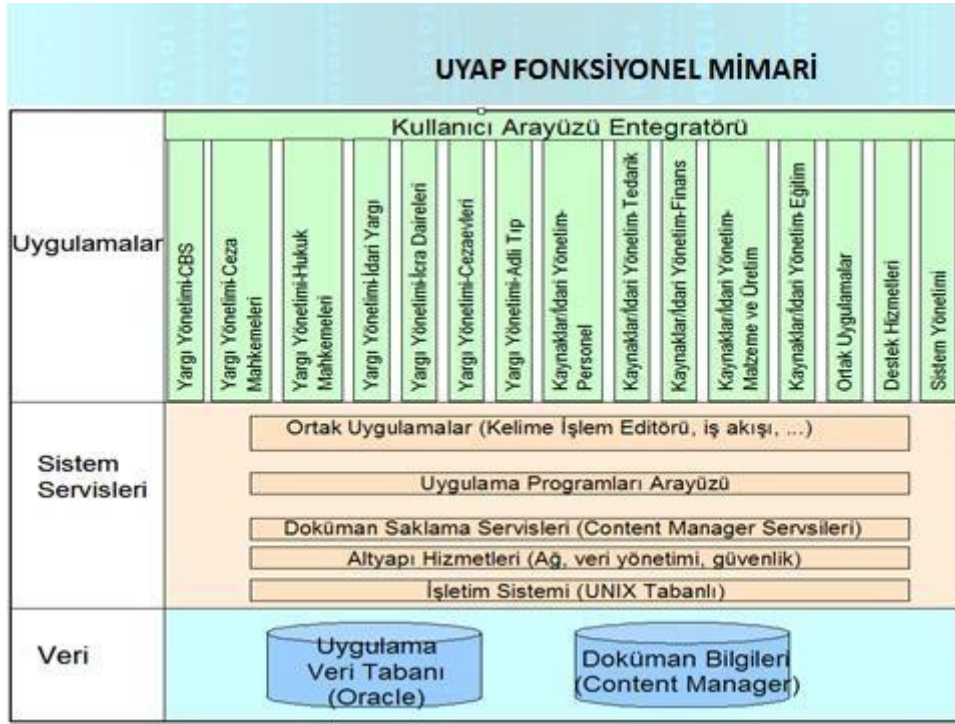 UYAP FONKSİYONEL MİMARİ
Kullanıcı Arayüzü Entegratörü
Uygulamalar
Yargı Yönetimi-CBS
Yargı Yönetimi-Ceza
Mahkemeleri
Yargı Yönetimi-Hukuk
Mahkemeleri
Yargı Yönetimi-İdari Yargı
Yargı Yönetimi-İcra Daireleri
Yargı Yönetimi-Cezaevleri
Yargı Yönetimi-Adli Tıp
Kaynaklar/İdari Yönetim-
Personel
Kaynaklar/İdari Yönetim-Tedarik
Kaynaklar/İdari Yönetim-Finans
Kaynaklar/İdari Yönetim-
Malzeme ve Üretim
Kaynaklar/İdari Yönetim-Eğitim
Ortak Uygulamalar
Destek Hizmetleri
Sistem Yönetimi
Sistem
Servisleri
Ortak Uygulamalar (Kelime İşlem Editörü, iş akışı, ...)
Uygulama Programları Arayüzü
Doküman Saklama Servisleri (Content Manager Servsileri)
Altyapı Hizmetleri (Ağ, veri yönetimi, güvenlik)
İşletim Sistemi (UNIX Tabanlı)
Veri
Uygulama
Veri Tabanı
(Oracle)
Doküman Bilgileri
(Content Manager)